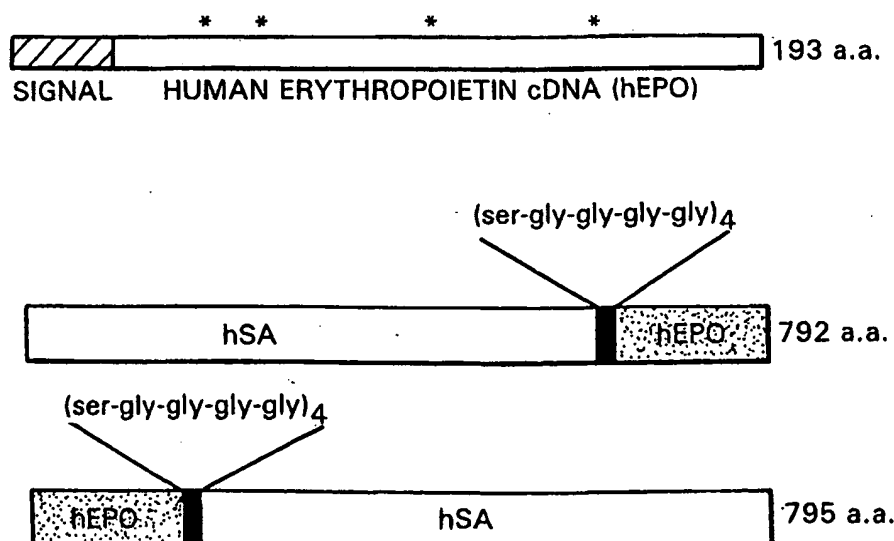 * * * *
193 a.a.
SIGNAL HUMAN ERYTHROPOIETIN cDNA (hEPO)
(ser-gly-gly-gly-gly)4
hSA hEPO 792 a.a.
(ser-gly-gly-gly-gly)4
hEPO hSA 795 a.a.